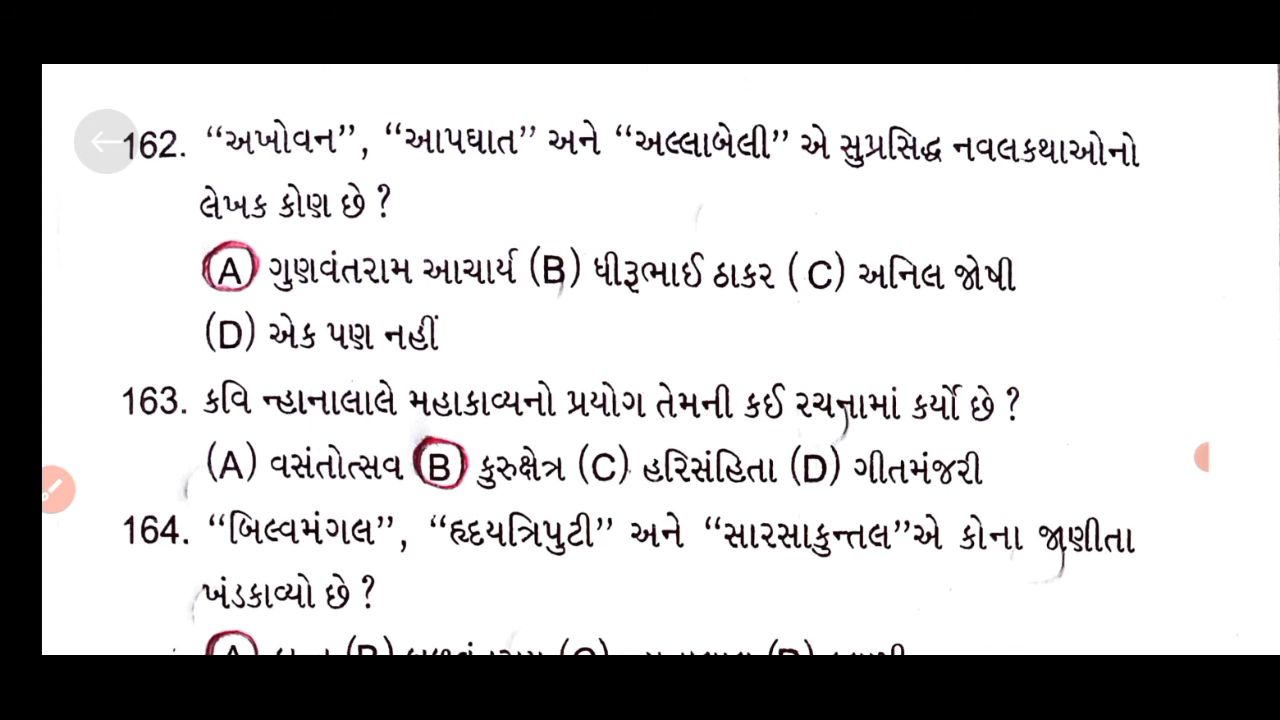 162. “અખોવન”, “આપઘાત” અને “અલ્લાબેલી” એ સુપ્રસિદ્ધ નવલકથાઓનો
લેખક કોણ છે ?
(A) ગુણવંતરામ આચાર્ય (B) ધીરૂભાઈ ઠાકર ( C) અનિલ જોષી
(D) એક પણ નહીં
163. કવિ ન્હાનાલાલે મહાકાવ્યનો પ્રયોગ તેમની કઈ રચનામાં કર્યો છે ?
(A) વસંતોત્સવ (B) કુરુક્ષેત્ર (C) હરિસંહિતા (D) ગીતમંજરી
164. “બિલ્વમંગલ”, “હૃદયત્રિપુટી” અને “સારસાકુન્તલ”એ કોના જાણીતા
ખંડકાવ્યો છે ?